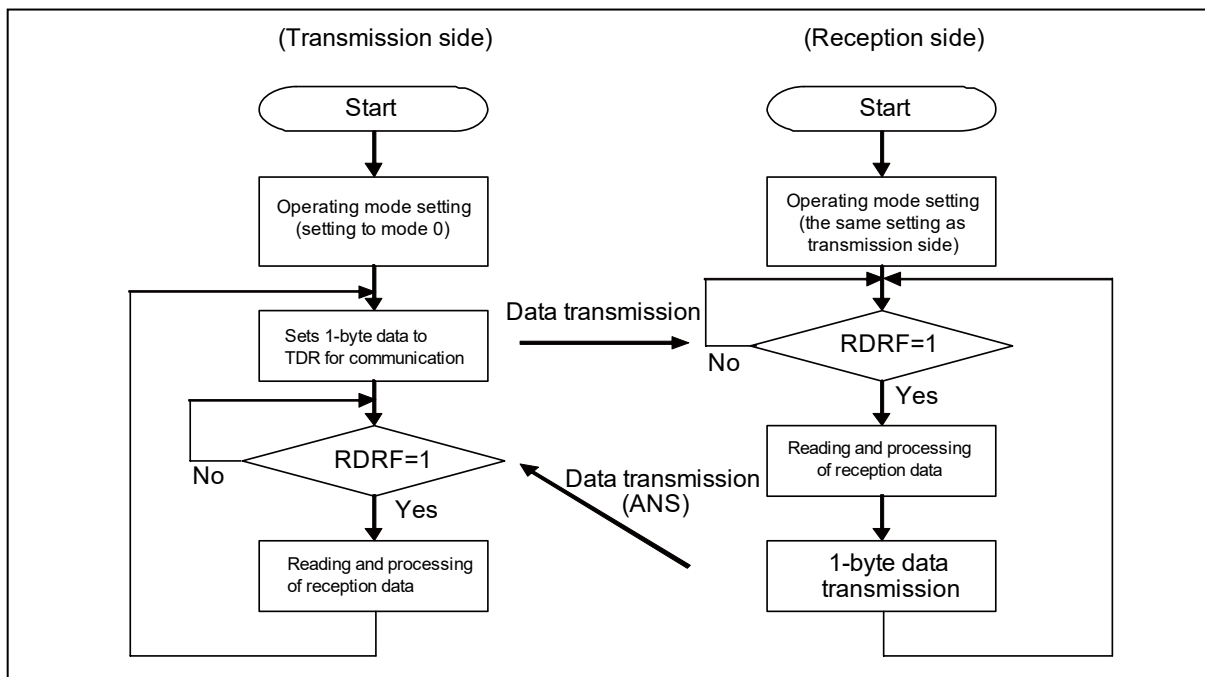 (Transmission side)
Start
Operating mode setting
(setting to mode 0)
Sets 1-byte data to
TDR for communication
RDRF=1
No
Yes
Reading and processing
of reception data
Data transmission
Data transmission
(ANS)
(Reception side)
Start
Operating mode setting
(the same setting as
transmission side)
RDRF=1
No
Yes
Reading and processing
of reception data
1-byte data
transmission